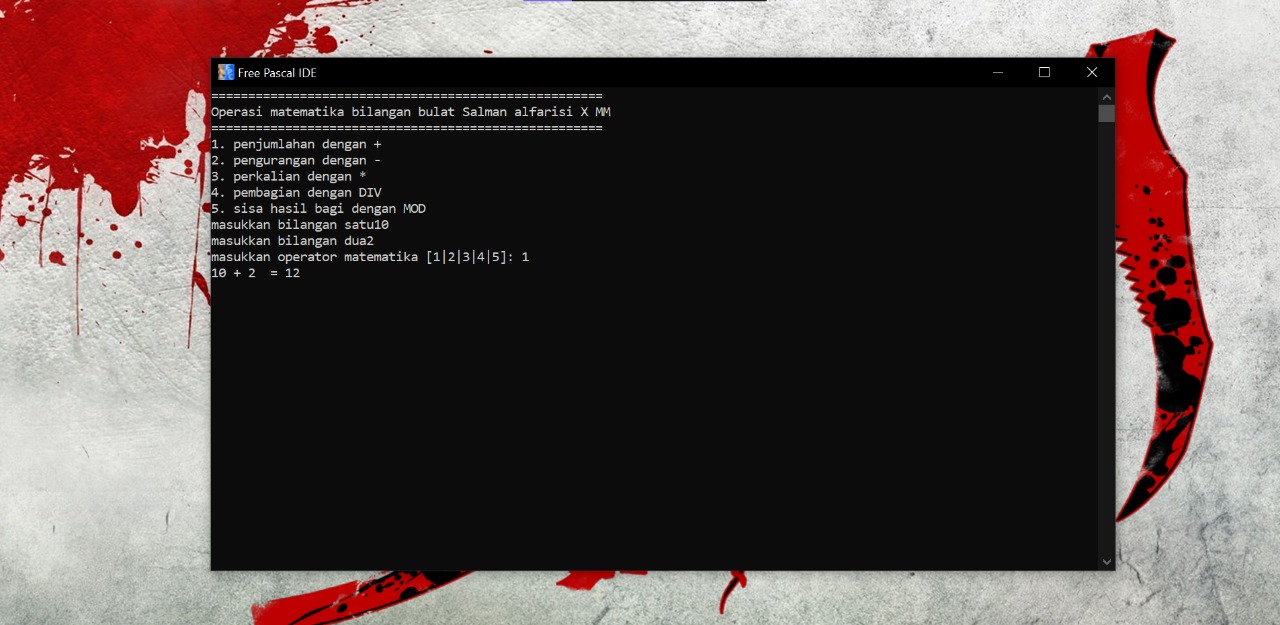 Free Pascal IDE
=====================================================
Operasi matematika bilangan bulat Salman alfarisi X MM
=====================================================
1. penjumlahan dengan +
2. pengurangan dengan -
3. perkalian dengan *
4. pembagian dengan DIV
5. sisa hasil bagi dengan MOD
masukkan bilangan satu10
masukkan bilangan dua2
masukkan operator matematika [1|2|3|4|5]: 1
10 + 2  = 12